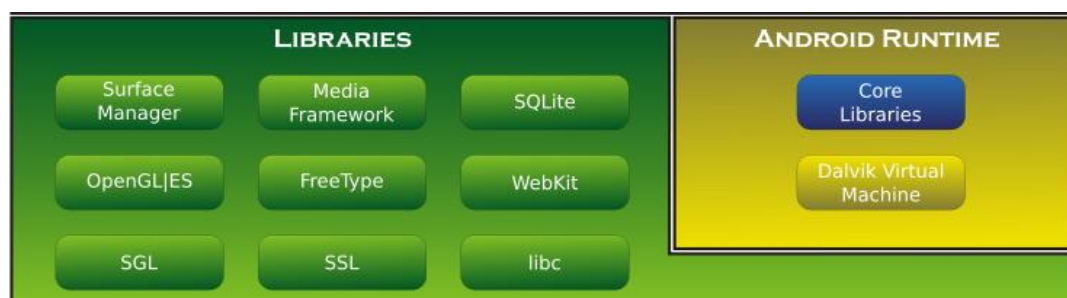 LIBRARIES
Surface
Manager
Media
Framework
SQLite
OpenGL|ES
FreeType
WebKit
SGL
SSL
libc
ANDROID RUNTIME
Core
Libraries
Dalvik Virtual
Machine